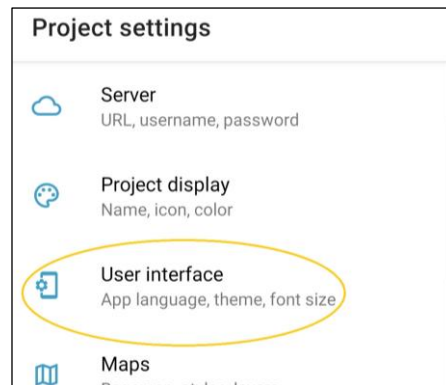 Project settings
Server
URL, username, password
Project display
Name, icon, color
User interface
App language, theme, font size
Maps